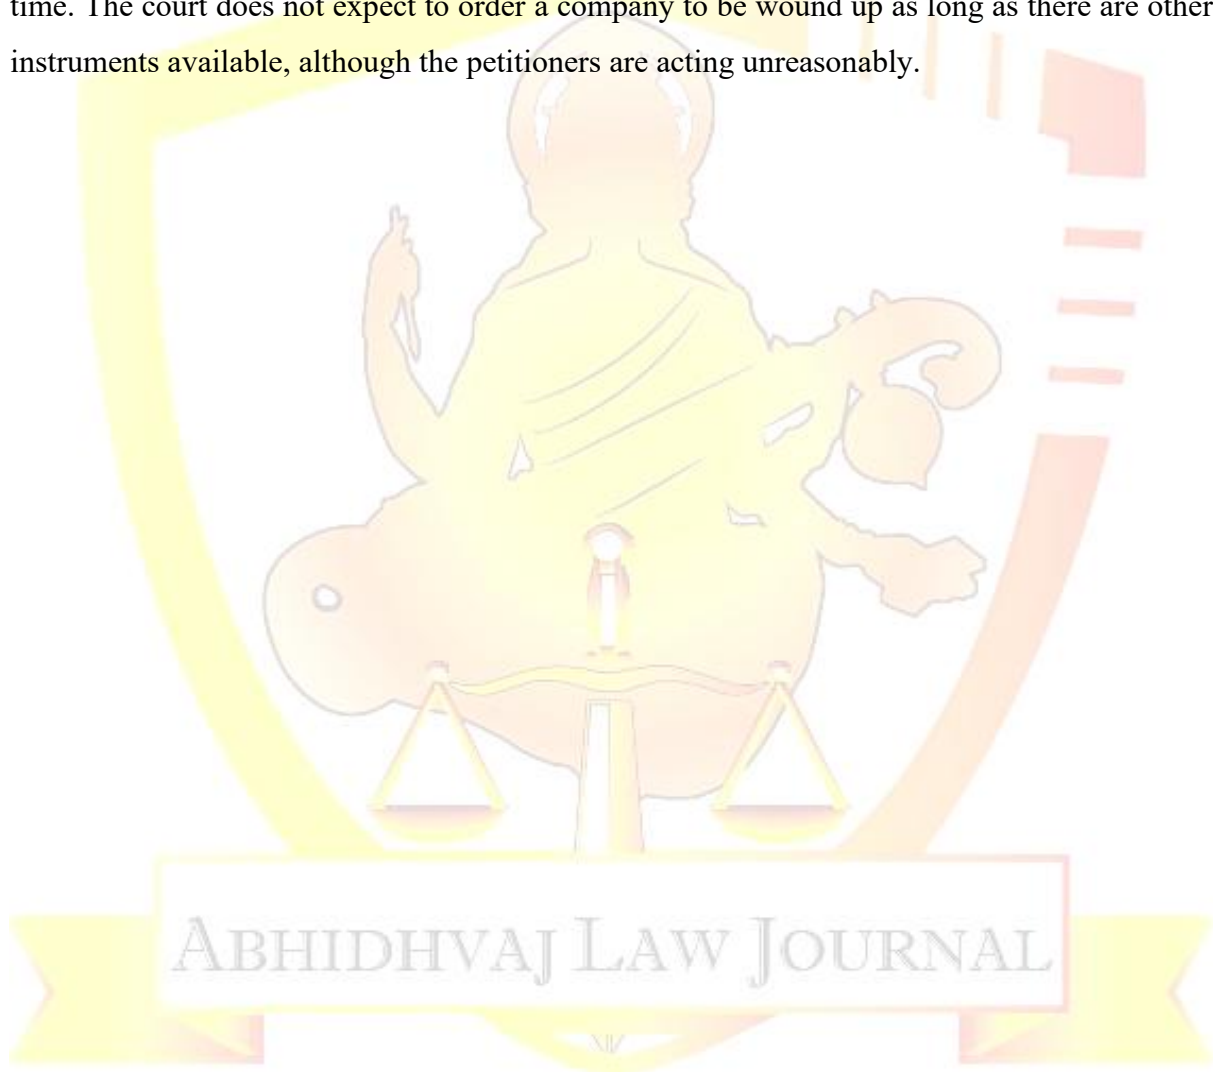 time. The court does not expect to order a company to be wound up as long as there are other
instruments available, although the petitioners are acting unreasonably.
ABHIDHVAJ LAW JOURNAL